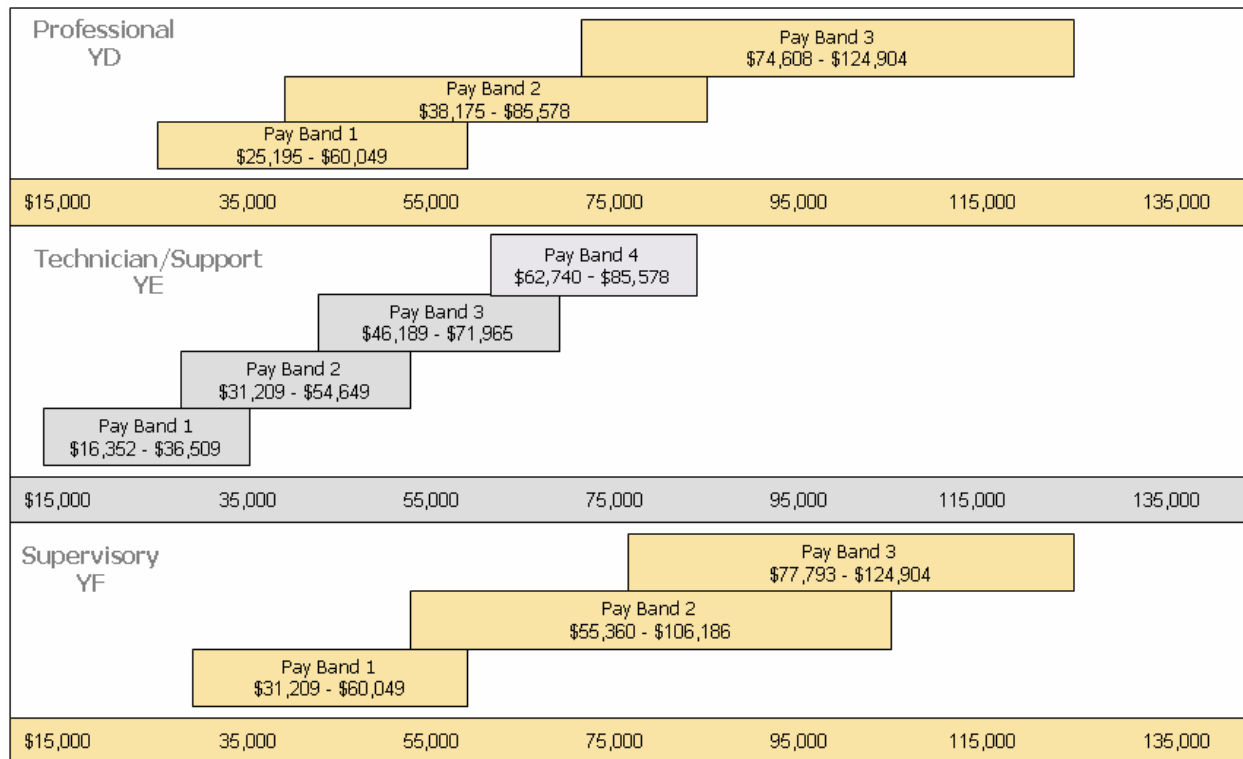 Professional
YD
Pay Band 3
$74,608 - $124,904
Pay Band 2
$38,175 - $85,578
Pay Band 1
$25,195 - $60,049
$15,000 35,000 55,000 75,000 95,000 115,000 135,000
Technician/Support
YE
Pay Band 4
$62,740 - $85,578
Pay Band 3
$46,189 - $71,965
Pay Band 2
$31,209 - $54,649
Pay Band 1
$16,352 - $36,509
$15,000 35,000 55,000 75,000 95,000 115,000 135,000
Supervisory
YF
Pay Band 3
$77,793 - $124,904
Pay Band 2
$55,360 - $106,186
Pay Band 1
$31,209 - $60,049
$15,000 35,000 55,000 75,000 95,000 115,000 135,000